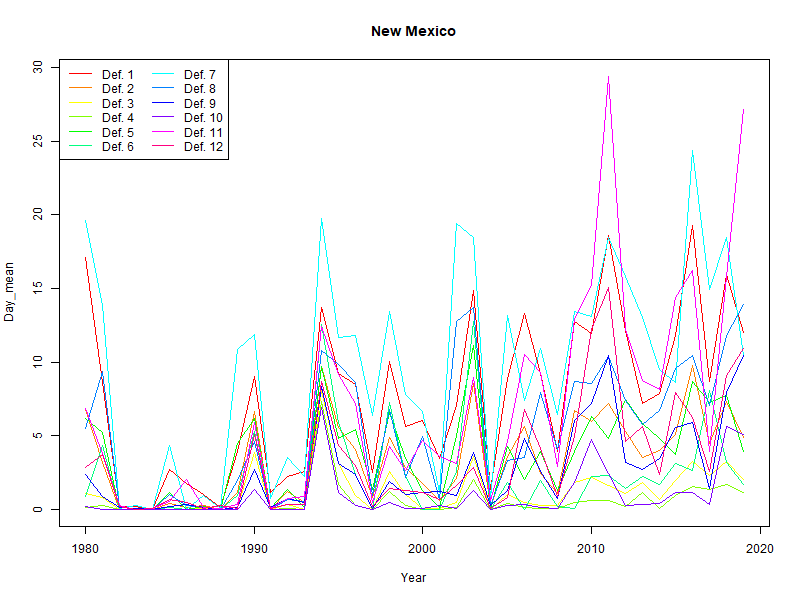 New Mexico
Def. 1 Def. 7
Def. 2 Def. 8
Def. 3 Def. 9
Def. 4 Def. 10
Def. 5 Def. 11
Def. 6 Def. 12
30
25
20
15
10
5
0
Day_mean
1980 1990 2000 2010 2020
Year